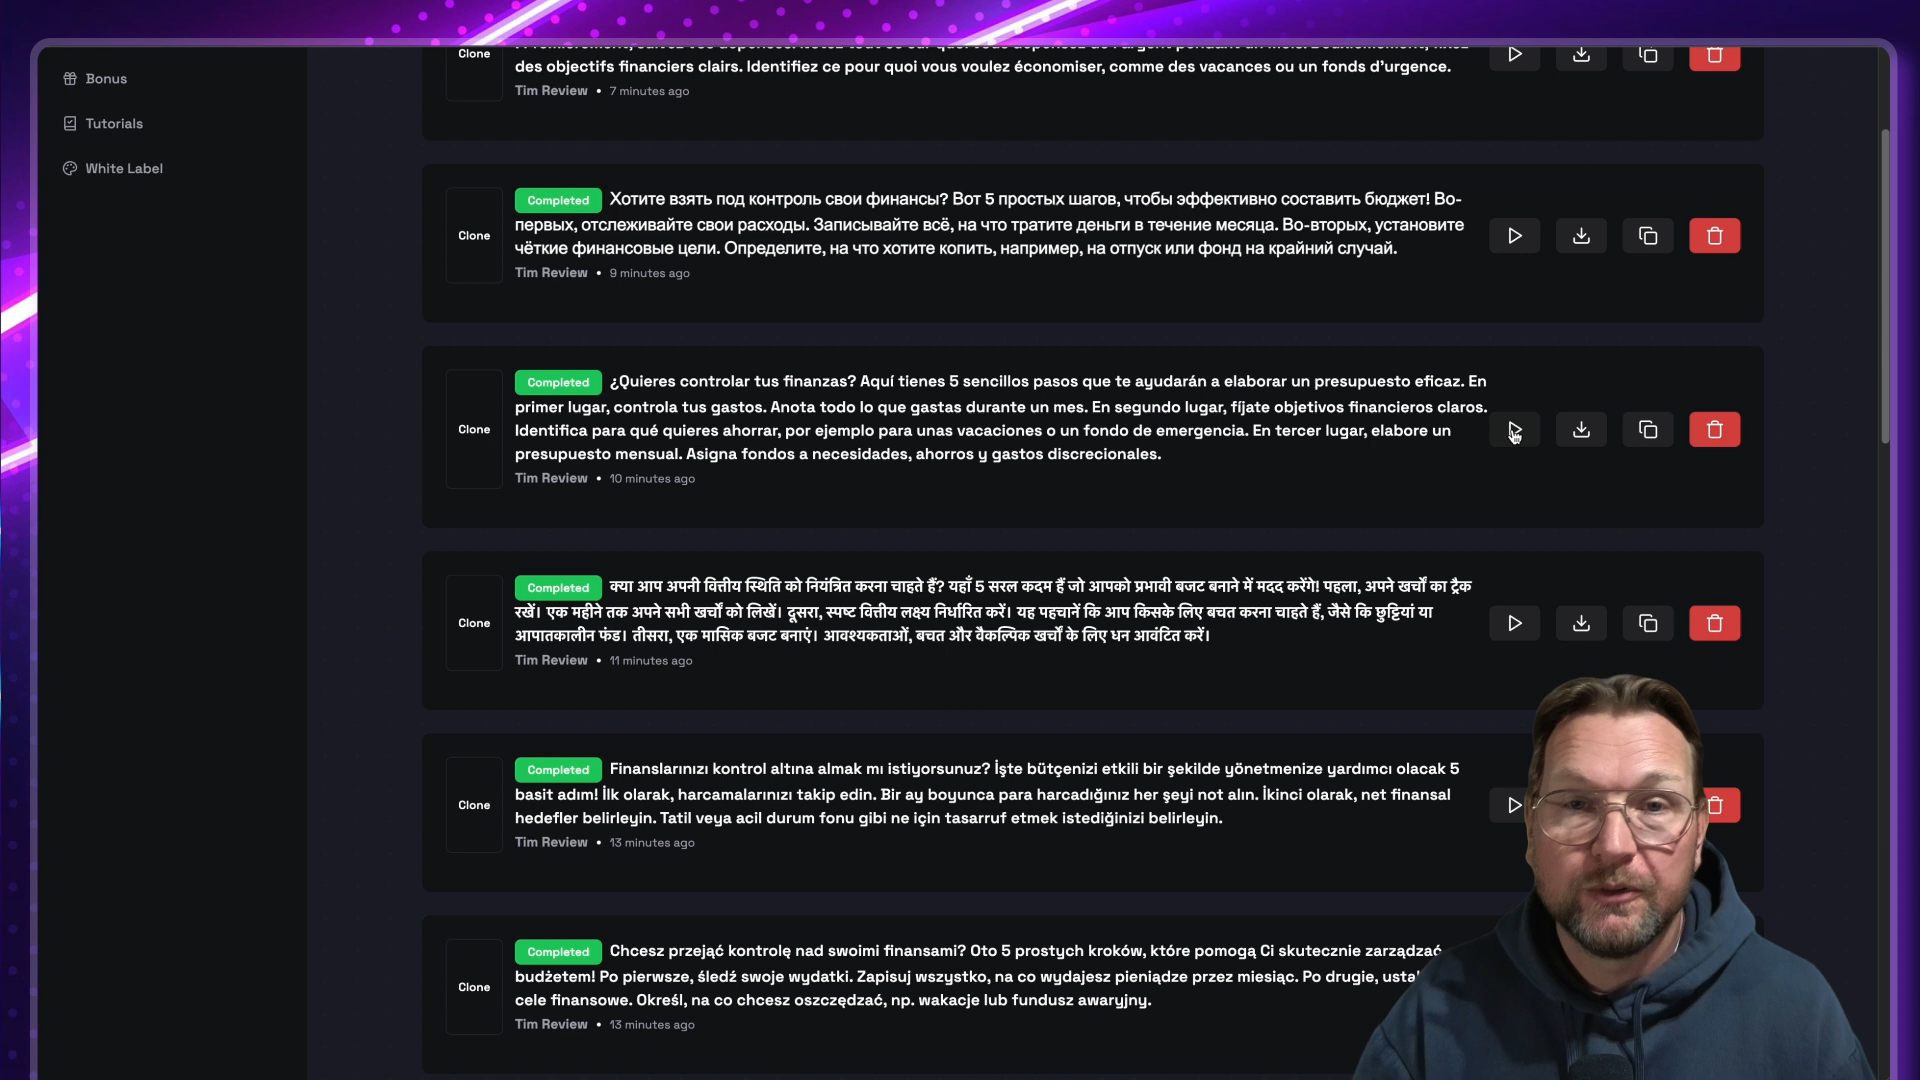 Bonus
Tutorials
White Label
Clone
des objectifs financiers clairs. Identifiez ce pour quoi vous voulez économiser, comme des vacances ou un fonds d'urgence.
Tim Review • 7 minutes ago
Clone
Completed Хотите взять под контроль свои финансы? Вот 5 простых шагов, чтобы эффективно составить бюджет! Во-
первых, отслеживайте свои расходы. Записывайте всё, на что тратите деньги в течение месяца. Во-вторых, установите
чёткие финансовые цели. Определите, на что хотите копить, например, на отпуск или фонд на крайний случай.
Tim Review • 9 minutes ago
Clone
Completed ¿Quieres controlar tus finanzas? Aquí tienes 5 sencillos pasos que te ayudarán a elaborar un presupuesto eficaz. En
primer lugar, controla tus gastos. Anota todo lo que gastas durante un mes. En segundo lugar, fíjate objetivos financieros claros.
Identifica para qué quieres ahorrar, por ejemplo para unas vacaciones o un fondo de emergencia. En tercer lugar, elabore un
presupuesto mensual. Asigna fondos a necesidades, ahorros y gastos discrecionales.
Tim Review • 10 minutes ago
Clone
Completed क्या आप अपनी वित्तीय स्थिति को नियंत्रित करना चाहते हैं? यहाँ 5 सरल कदम हैं जो आपको प्रभावी बजट बनाने में मदद करेंगे! पहला, अपने खर्चों का ट्रैक
रखें। एक महीने तक अपने सभी खर्चों को लिखें। दूसरा, स्पष्ट वित्तीय लक्ष्य निर्धारित करें। यह पहचानें कि आप किसके लिए बचत करना चाहते हैं, जैसे कि छुट्टियां या
आपातकालीन फंड। तीसरा, एक मासिक बजट बनाएं। आवश्यकताओं, बचत और वैकल्पिक खर्चों के लिए धन आवंटित करें।
Tim Review • 11 minutes ago
Clone
Completed Finanslarınızı kontrol altına almak mı istiyorsunuz? İşte bütçenizi etkili bir şekilde yönetmenize yardımcı olacak 5
basit adım! İlk olarak, harcamalarınızı takip edin. Bir ay boyunca para harcadığınız her şeyi not alın. İkinci olarak, net finansal
hedefler belirleyin. Tatil veya acil durum fonu gibi ne için tasarruf etmek istediğinizi belirleyin.
Tim Review • 13 minutes ago
Clone
Completed Chcesz przejąć kontrolę nad swoimi finansami? Oto 5 prostych kroków, które pomogą Ci skutecznie zarządzać
budżetem! Po pierwsze, śledź swoje wydatki. Zapisuj wszystko, na co wydajesz pieniądze przez miesiąc. Po drugie,
cele finansowe. Określ, na co chcesz oszczędzać, np. wakacje lub fundusz awaryjny.
Tim Review • 13 minutes ago